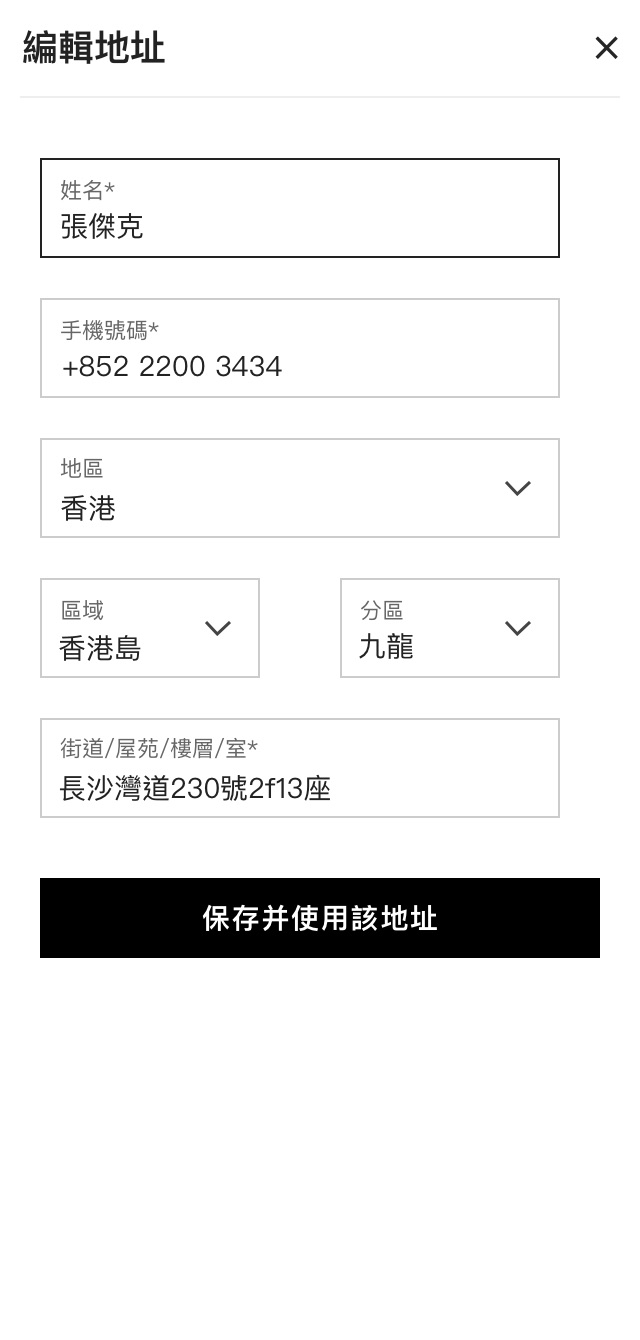 編輯地址
姓名*
張傑克
手機號碼*
+852 2200 3434
地區
香港
區域
香港島
分區
九龍
街道/屋苑/樓層/室*
長沙灣道230號2f13座
保存并使用該地址